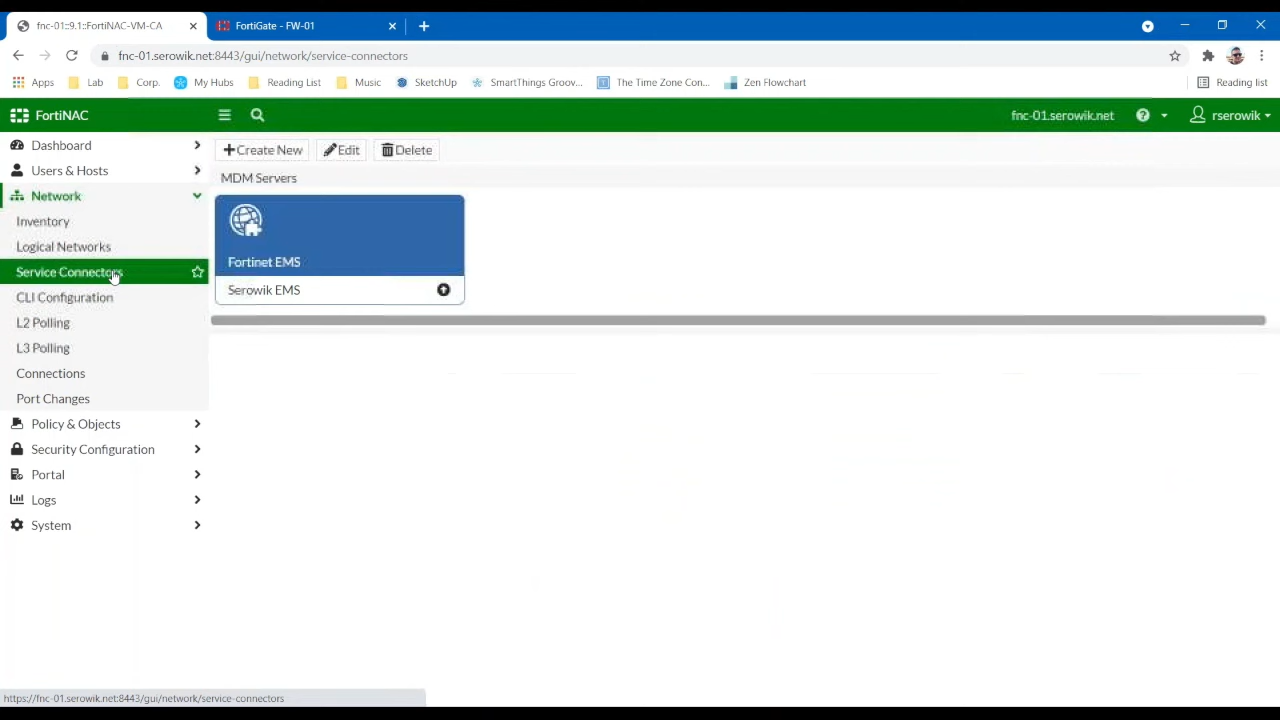 fnc-01::9.1::FortiNAC-VM-CA
FortiGate - FW-01
fnc-01.serowik.net:8443/gui/network/service-connectors
Apps Lab Corp. My Hubs Reading List Music SketchUp SmartThings Groov... The Time Zone Con... Zen Flowchart Reading list
FortiNAC
fnc-01.serowik.net
rserowik
Dashboard
Users & Hosts
Network
Inventory
Logical Networks
Service Connectors
CLI Configuration
L2 Polling
L3 Polling
Connections
Port Changes
Policy & Objects
Security Configuration
Portal
Logs
System
Create New Edit Delete
MDM Servers
Fortinet EMS
Serowik EMS
https://fnc-01.serowik.net:8443/gui/network/service-connectors